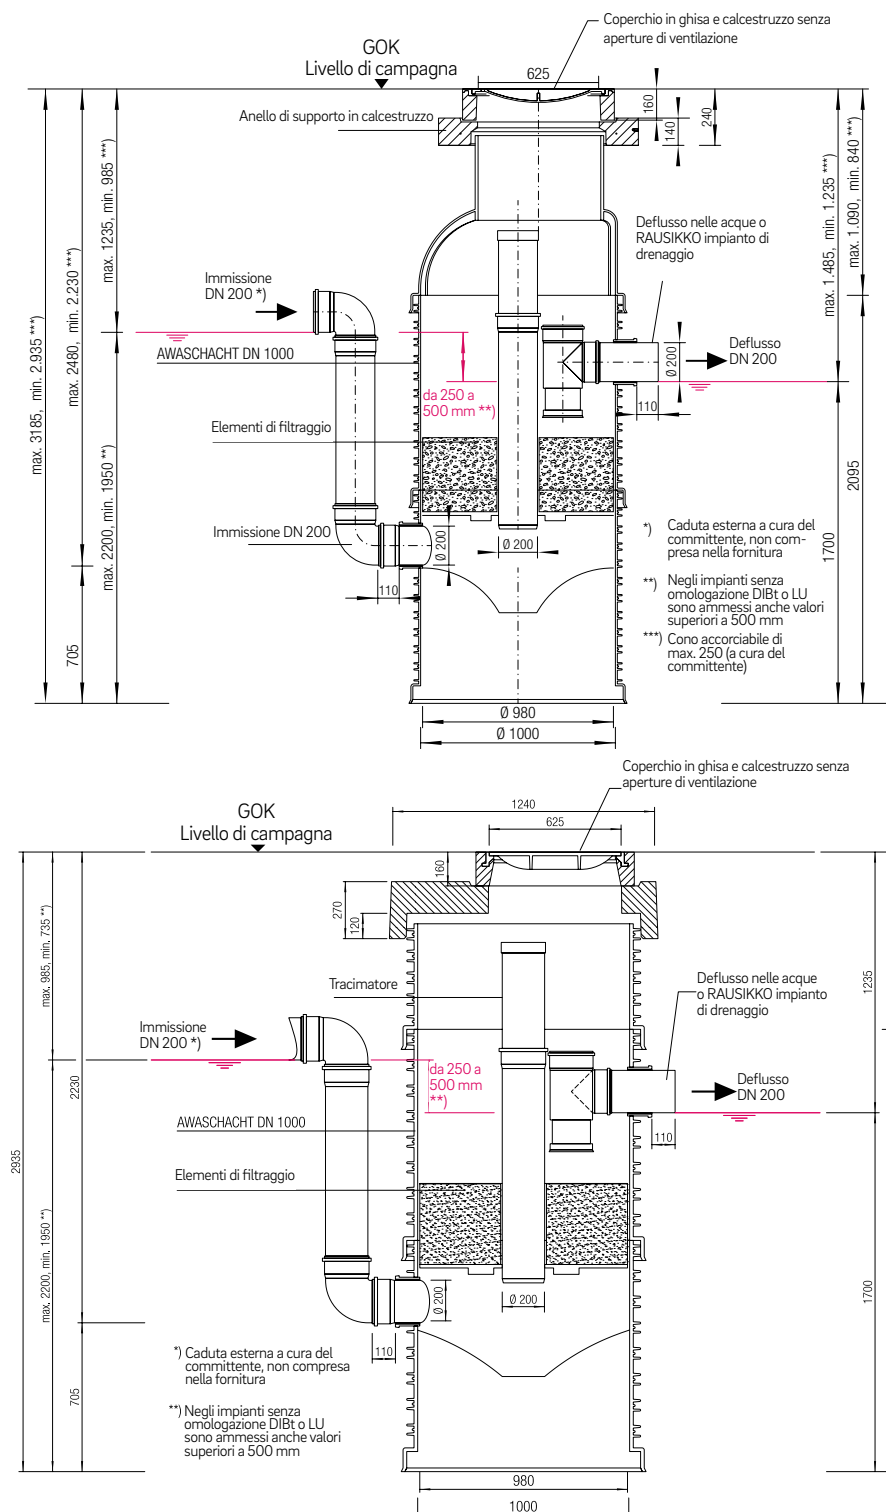 Coperchio in ghisa e calcestruzzo senza
aperture di ventilazione
GOK
Livello di campagna
625
160
140
240
Anello di supporto in calcestruzzo
max. 3185, min. 2.935 ***)
max. 2480, min. 2.230 ***)
max. 1235, min. 985 ***)
max. 1.485, min. 1.235 ***)
max. 1.090, min. 840 ***)
Deflusso nelle acque o
RAUSIKKO impianto di
drenaggio
Immissione
DN 200 *)
AWASCHACHT DN 1000
da 250 a
500 mm **)
Ø 200
Deflusso
DN 200
110
Elementi di filtraggio
max. 2200, min. 1950 **)
2095
1700
Immissione DN 200
Ø 200
Ø 200
110
705
*) Caduta esterna a cura del
committente, non com-
presa nella fornitura
**) Negli impianti senza
omologazione DIBt o LU
sono ammessi anche valori
superiori a 500 mm
***) Cono accorciabile di
max. 250 (a cura del
committente)
Ø 980
Ø 1000
Coperchio in ghisa e calcestruzzo senza
aperture di ventilazione
1240
GOK
Livello di campagna
625
160
270
120
max. 985, min. 735 **)
1235
Tracimatore
Deflusso nelle acque
o RAUSIKKO impianto
di drenaggio
Immissione
DN 200 *)
da 250 a
500 mm
**)
Deflusso
DN 200
2230
AWASCHACHT DN 1000
110
2935
Elementi di filtraggio
max. 2200, min. 1950 **)
1700
Ø 200
Ø 200
110
705
*) Caduta esterna a cura del
committente, non compresa
nella fornitura
**) Negli impianti senza
omologazione DIBt o LU
sono ammessi anche valori
superiori a 500 mm
980
1000